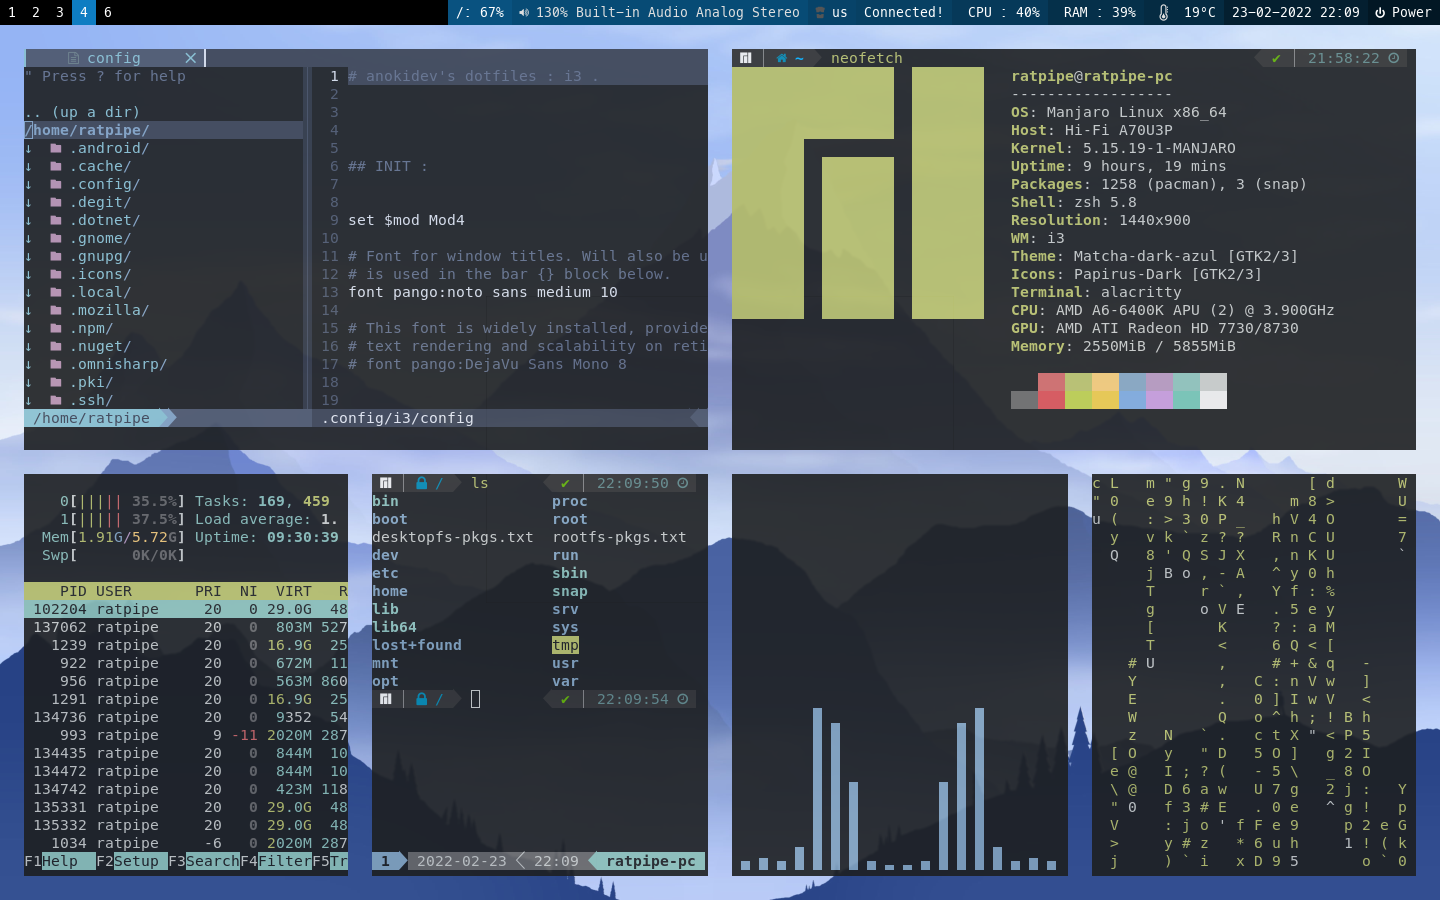 1 2 3 4 6
/: 67% 130% Built-in Audio Analog Stereo us Connected! CPU : 40% RAM : 39% 19°C 23-02-2022 22:09 Power
config
" Press ? for help
.. (up a dir)
/home/ratpipe/
↓ .android/
↓ .cache/
↓ .config/
↓ .degit/
↓ .dotnet/
↓ .gnome/
↓ .gnupg/
↓ .icons/
↓ .local/
↓ .mozilla/
↓ .npm/
↓ .nuget/
↓ .omnisharp/
↓ .pki/
↓ .ssh/
/home/ratpipe
1 # anokidev's dotfiles : i3 .
2
3
4
5
6 ## INIT :
7
8
9 set $mod Mod4
10
11 # Font for window titles. Will also be u
12 # is used in the bar {} block below.
13 font pango:noto sans medium 10
14
15 # This font is widely installed, provide
16 # text rendering and scalability on reti
17 # font pango:DejaVu Sans Mono 8
18
19
.config/i3/config
~ neofetch ✔ 21:58:22
ratpipe@ratpipe-pc
------------------
OS: Manjaro Linux x86_64
Host: Hi-Fi A70U3P
Kernel: 5.15.19-1-MANJARO
Uptime: 9 hours, 19 mins
Packages: 1258 (pacman), 3 (snap)
Shell: zsh 5.8
Resolution: 1440x900
WM: i3
Theme: Matcha-dark-azul [GTK2/3]
Icons: Papirus-Dark [GTK2/3]
Terminal: alacritty
CPU: AMD A6-6400K APU (2) @ 3.900GHz
GPU: AMD ATI Radeon HD 7730/8730
Memory: 2550MiB / 5855MiB
0[||||| 35.5%] Tasks: 169, 459
1[||||| 37.5%] Load average: 1.
Mem[1.91G/5.72G] Uptime: 09:30:39
Swp[ 0K/0K]
PID USER PRI NI VIRT R
102204 ratpipe 20 0 29.0G 48
137062 ratpipe 20 0 803M 527
1239 ratpipe 20 0 16.9G 25
922 ratpipe 20 0 672M 11
956 ratpipe 20 0 563M 860
1291 ratpipe 20 0 16.9G 25
134736 ratpipe 20 0 9352 54
993 ratpipe 9 -11 2020M 287
134435 ratpipe 20 0 844M 10
134472 ratpipe 20 0 844M 10
134742 ratpipe 20 0 423M 118
135331 ratpipe 20 0 29.0G 48
135332 ratpipe 20 0 29.0G 48
1034 ratpipe -6 0 2020M 287
F1Help F2Setup F3SearchF4FilterF5Tr
/ ls ✔ 22:09:50
bin proc
boot root
desktopfs-pkgs.txt rootfs-pkgs.txt
dev run
etc sbin
home snap
lib srv
lib64 sys
lost+found tmp
mnt usr
opt var
/ ✔ 22:09:54
1 2022-02-23 22:09 ratpipe-pc